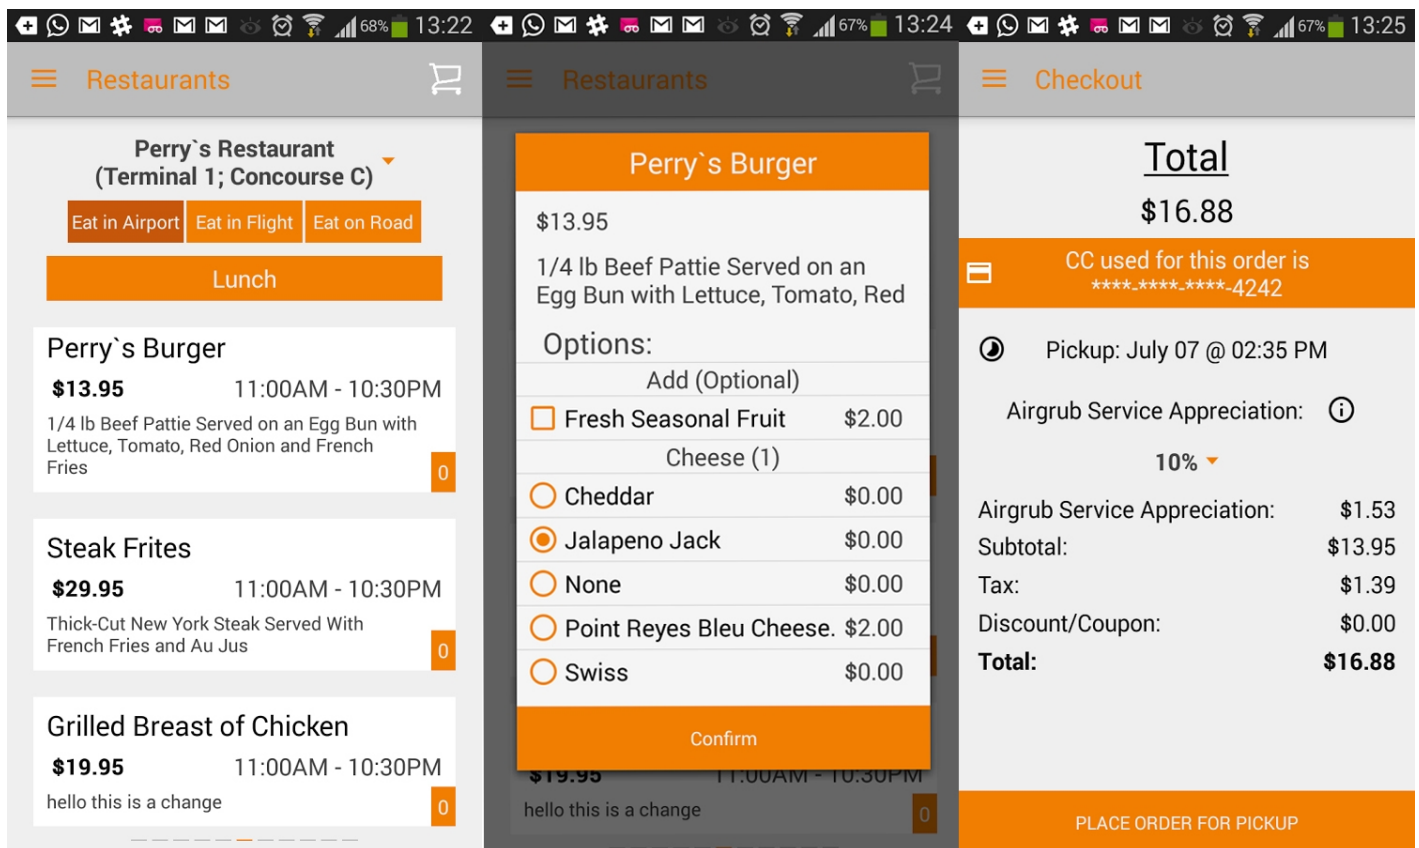 68% 13:22
Restaurants
Perry`s Restaurant
(Terminal 1; Concourse C)
Eat in Airport Eat in Flight Eat on Road
Lunch
Perry`s Burger
$13.95 11:00AM - 10:30PM
1/4 lb Beef Pattie Served on an Egg Bun with
Lettuce, Tomato, Red Onion and French
Fries
0
Steak Frites
$29.95 11:00AM - 10:30PM
Thick-Cut New York Steak Served With
French Fries and Au Jus
0
Grilled Breast of Chicken
$19.95 11:00AM - 10:30PM
hello this is a change
0
67% 13:24
Restaurants
Perry`s Burger
$13.95
1/4 lb Beef Pattie Served on an
Egg Bun with Lettuce, Tomato, Red
Options:
Add (Optional)
Fresh Seasonal Fruit $2.00
Cheese (1)
Cheddar $0.00
Jalapeno Jack $0.00
None $0.00
Point Reyes Bleu Cheese. $2.00
Swiss $0.00
Confirm
$19.95 11:00AM - 10:30PM
hello this is a change
0
67% 13:25
Checkout
Total
$16.88
CC used for this order is
****-****-****-4242
Pickup: July 07 @ 02:35 PM
Airgrub Service Appreciation:
10%
Airgrub Service Appreciation: $1.53
Subtotal: $13.95
Tax: $1.39
Discount/Coupon: $0.00
Total: $16.88
PLACE ORDER FOR PICKUP